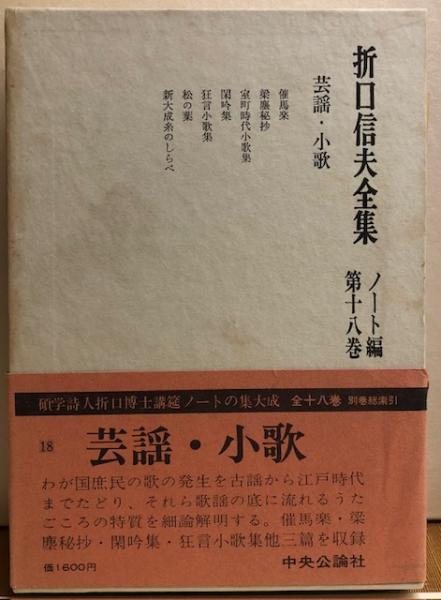 折口信夫全集
ノート編
第十八巻
芸謡・小歌
催馬楽
梁塵秘抄
室町時代小歌集
閑吟集
狂言小歌集
松の葉
新大成糸のしらべ
碩学詩人折口博士講筵ノートの集大成 全十八巻 別巻総索引
18 芸謡・小歌
わが国庶民の歌の発生を古謡から江戸時代
までたどり、それら歌謡の底に流れるうた
ごころの特質を細論解明する。催馬楽・梁
塵秘抄・閑吟集・狂言小歌集他三篇を収録
価1600円 中央公論社